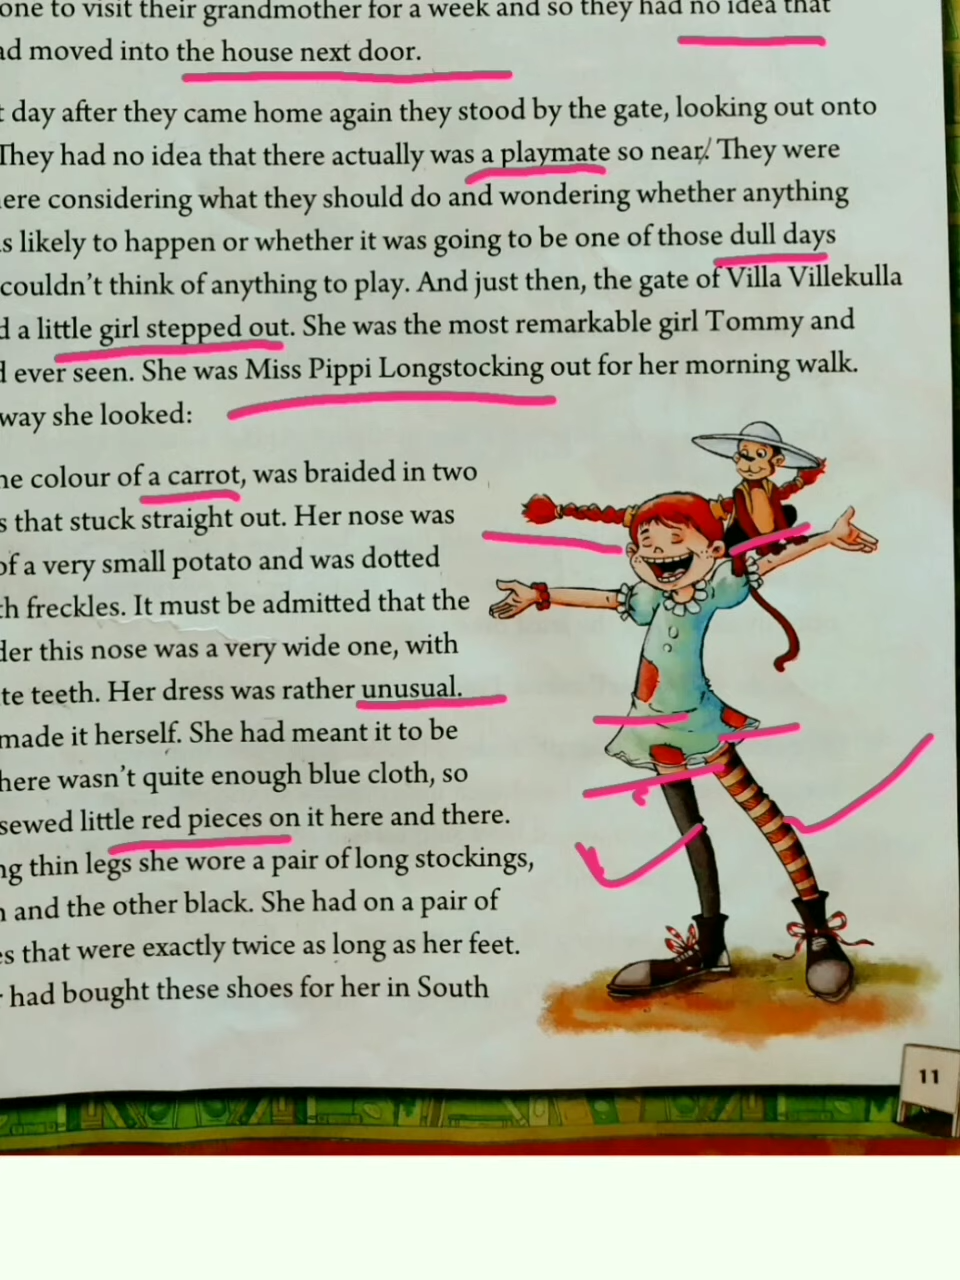 one to visit their grandmother for a week and so they had no idea that
ad moved into the house next door.
t day after they came home again they stood by the gate, looking out onto
They had no idea that there actually was a playmate so near. They were
ere considering what they should do and wondering whether anything
s likely to happen or whether it was going to be one of those dull days
couldn't think of anything to play. And just then, the gate of Villa Villekulla
d a little girl stepped out. She was the most remarkable girl Tommy and
d ever seen. She was Miss Pippi Longstocking out for her morning walk.
way she looked:
he colour of a carrot, was braided in two
s that stuck straight out. Her nose was
of a very small potato and was dotted
th freckles. It must be admitted that the
der this nose was a very wide one, with
te teeth. Her dress was rather unusual.
made it herself. She had meant it to be
here wasn't quite enough blue cloth, so
sewed little red pieces on it here and there.
ng thin legs she wore a pair of long stockings,
n and the other black. She had on a pair of
es that were exactly twice as long as her feet.
r had bought these shoes for her in South
11